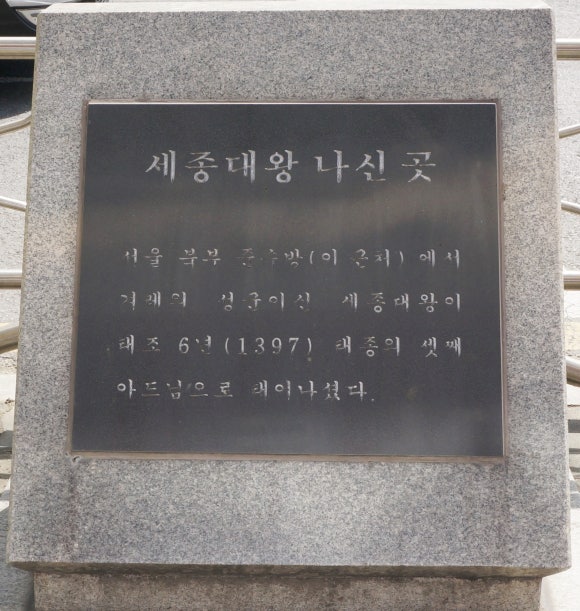 세종대왕 나신 곳
서울 북부 준수방(이 근처)에서
겨레의 성군이신 세종대왕이
태조 6년(1397) 태종의 셋째
아드님으로 태어나셨다.